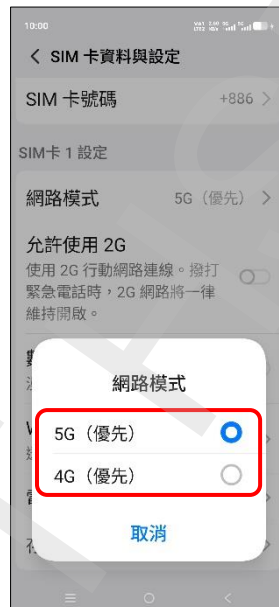 10:00
SIM 卡資料與設定
SIM 卡號碼 +886
SIM卡 1 設定
網路模式 5G（優先）
允許使用 2G
使用 2G 行動網路連線。撥打
緊急電話時，2G 網路將一律
維持開啟。
網路模式
5G（優先）
4G（優先）
取消